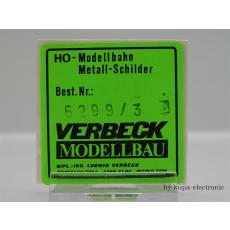 HO-Modellbahn
Metall-Schilder
Best.Nr.:
6299/3
VERBECK
MODELLBAU
DIPL.-ING. LUDWIG VERBECK
by-kupa-electronic